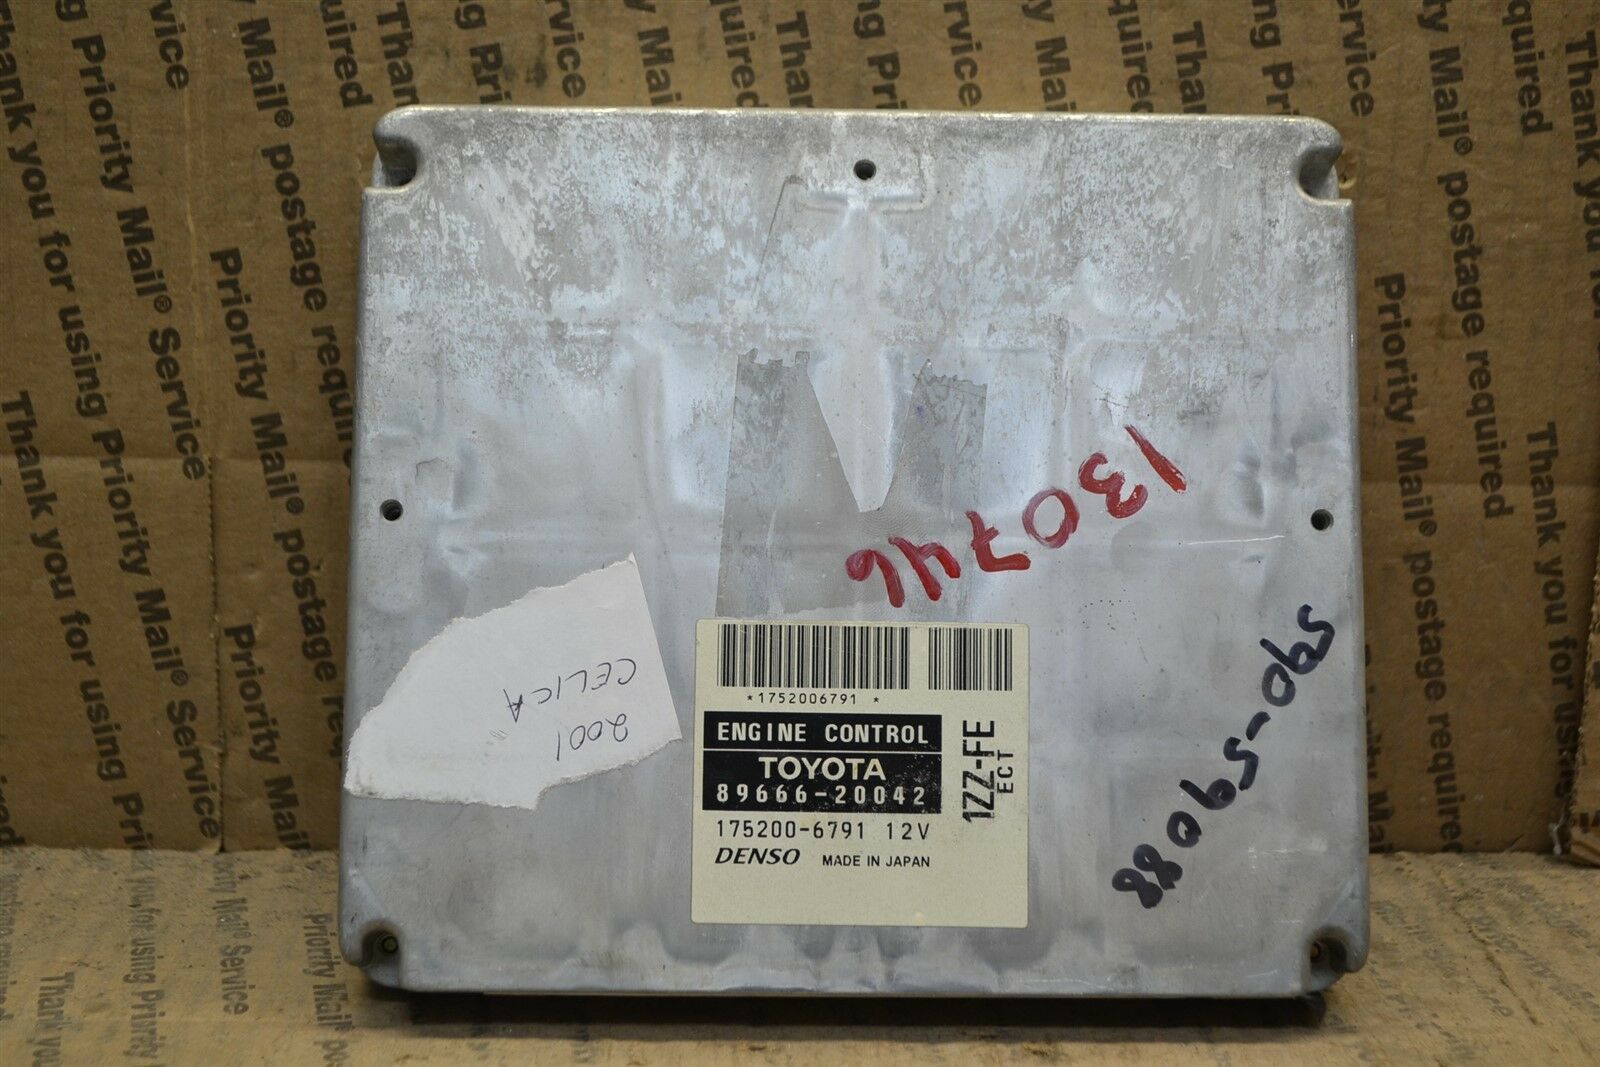 130746
590-59088
2001
CELICA
*1752006791*
ENGINE CONTROL
TOYOTA
89666-20042
175200-6791 12V
DENSO MADE IN JAPAN
1ZZ-FE
ECT
Thank you for using Priority Mail® Service
Priority Mail® postage required